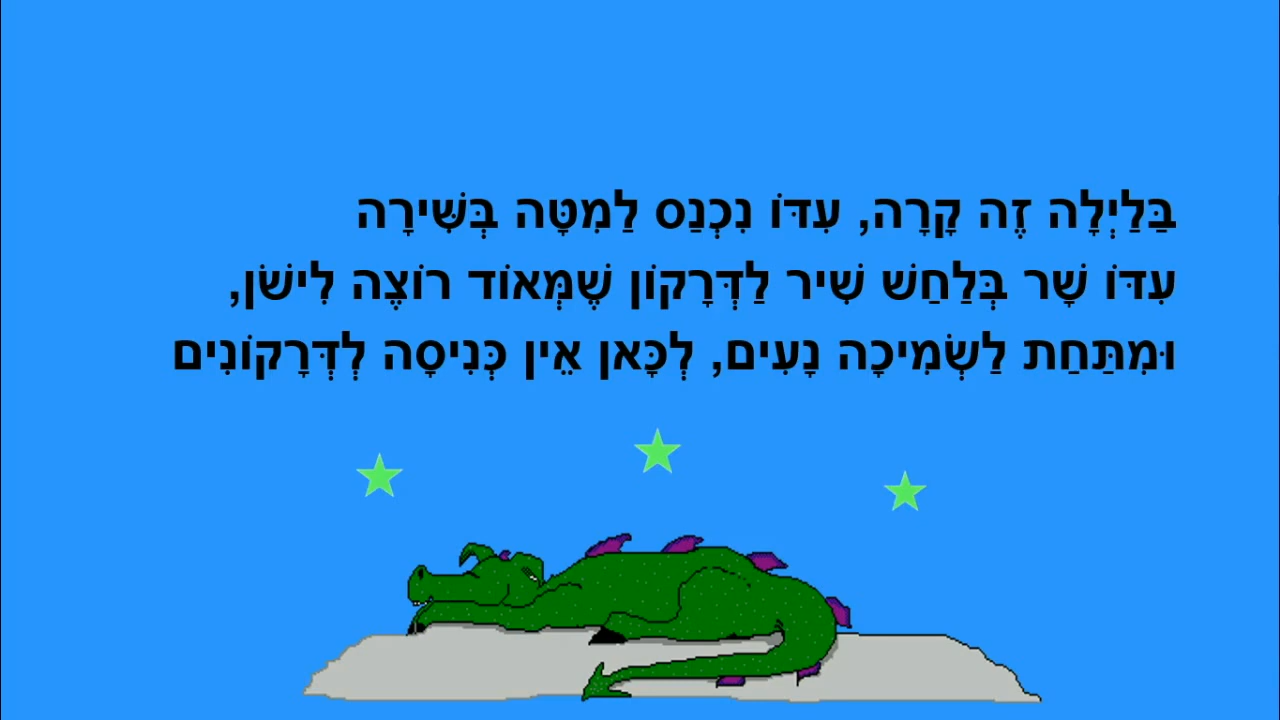 בַּלַיְלָה זֶה קָרָה, עִדּוֹ נִכְנַס לַמִטָּה בְּשִּׁירָה
עִדּוֹ שָׁר בְּלַחַשׁ שִׁיר לַדְּרָקוֹן שֶׁמְּאוֹד רוֹצֶה לִישֹׁן,
וּמִתַּחַת לַשְּׂמִיכָה נָעִים, לְכָּאן אֵין כְּנִיסָה לְדְּרָקוֹנִים